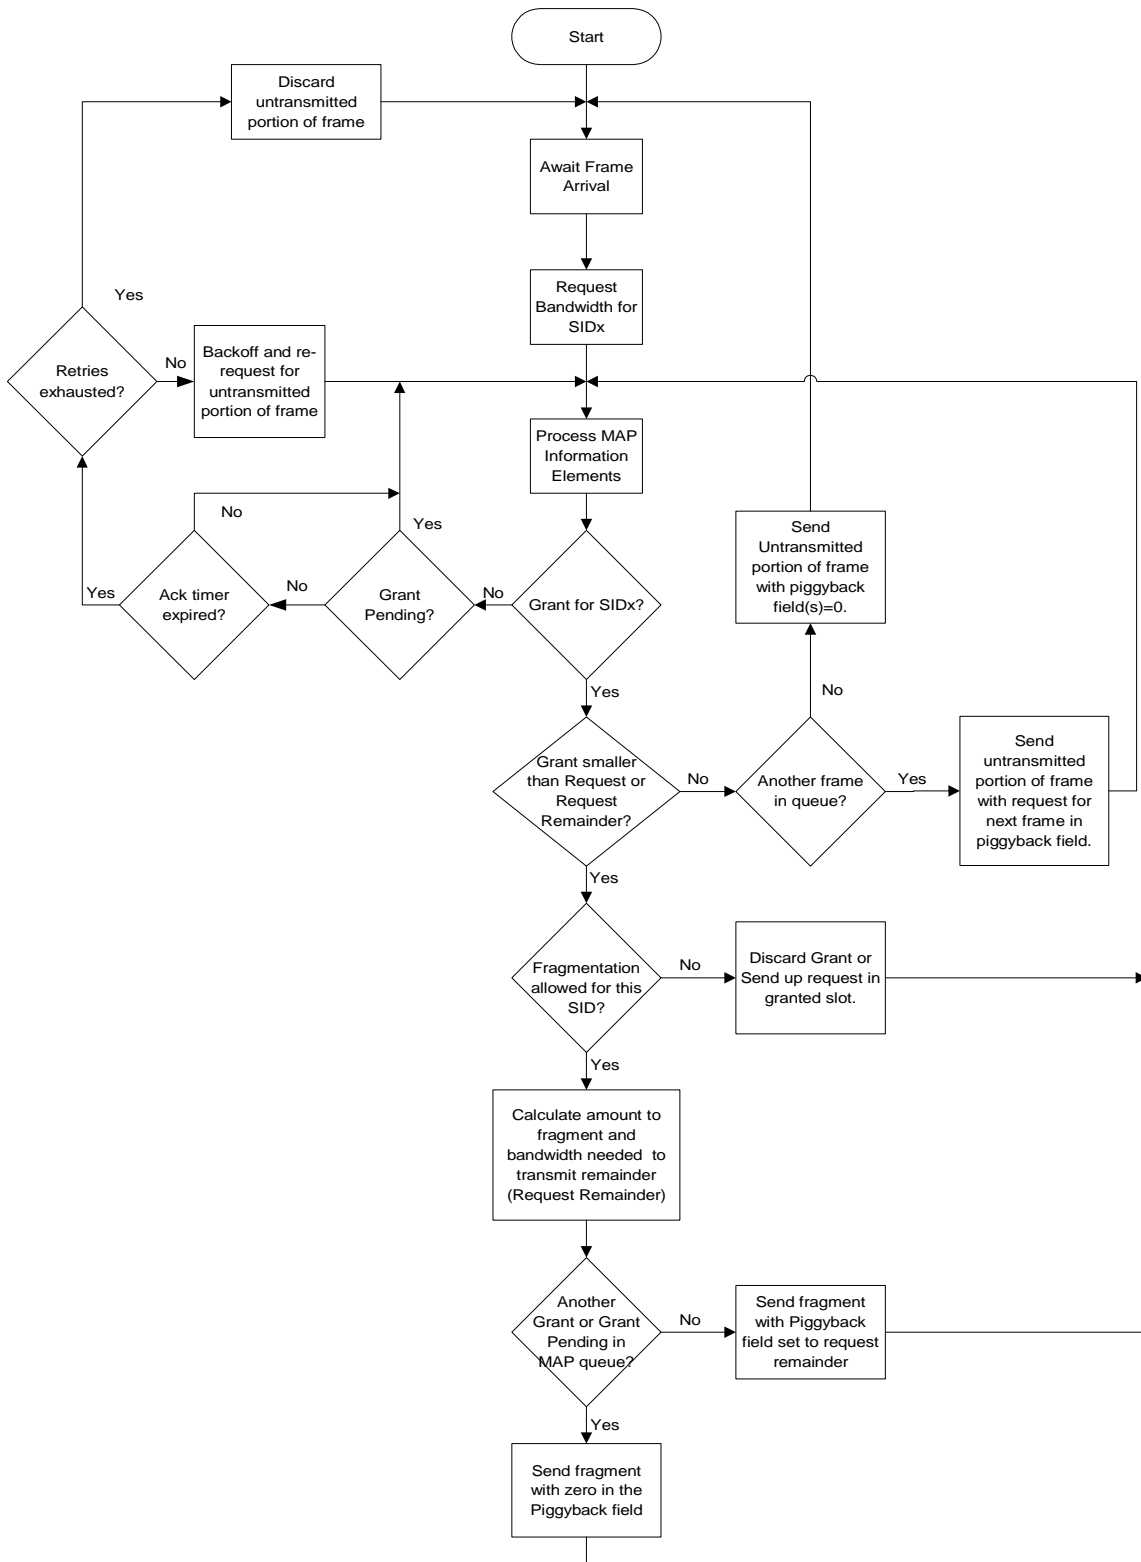 Start
Discard
untransmitted
portion of frame
Await Frame
Arrival
Request
Bandwidth for
SIDx
Yes
Retries
exhausted?
No
Backoff and re-
request for
untransmitted
portion of frame
Process MAP
Information
Elements
No
Yes
Send
Untransmitted
portion of frame
with piggyback
field(s)=0.
Yes
Ack timer
expired?
No
Grant
Pending?
No
Grant for SIDx?
Yes
No
Grant smaller
than Request or
Request
Remainder?
No
Another frame
in queue?
Yes
Send
untransmitted
portion of frame
with request for
next frame in
piggyback field.
Yes
Fragmentation
allowed for this
SID?
No
Discard Grant or
Send up request in
granted slot.
Yes
Calculate amount to
fragment and
bandwidth needed to
transmit remainder
(Request Remainder)
Another
Grant or Grant
Pending in
MAP queue?
No
Send fragment
with Piggyback
field set to request
remainder
Yes
Send fragment
with zero in the
Piggyback field